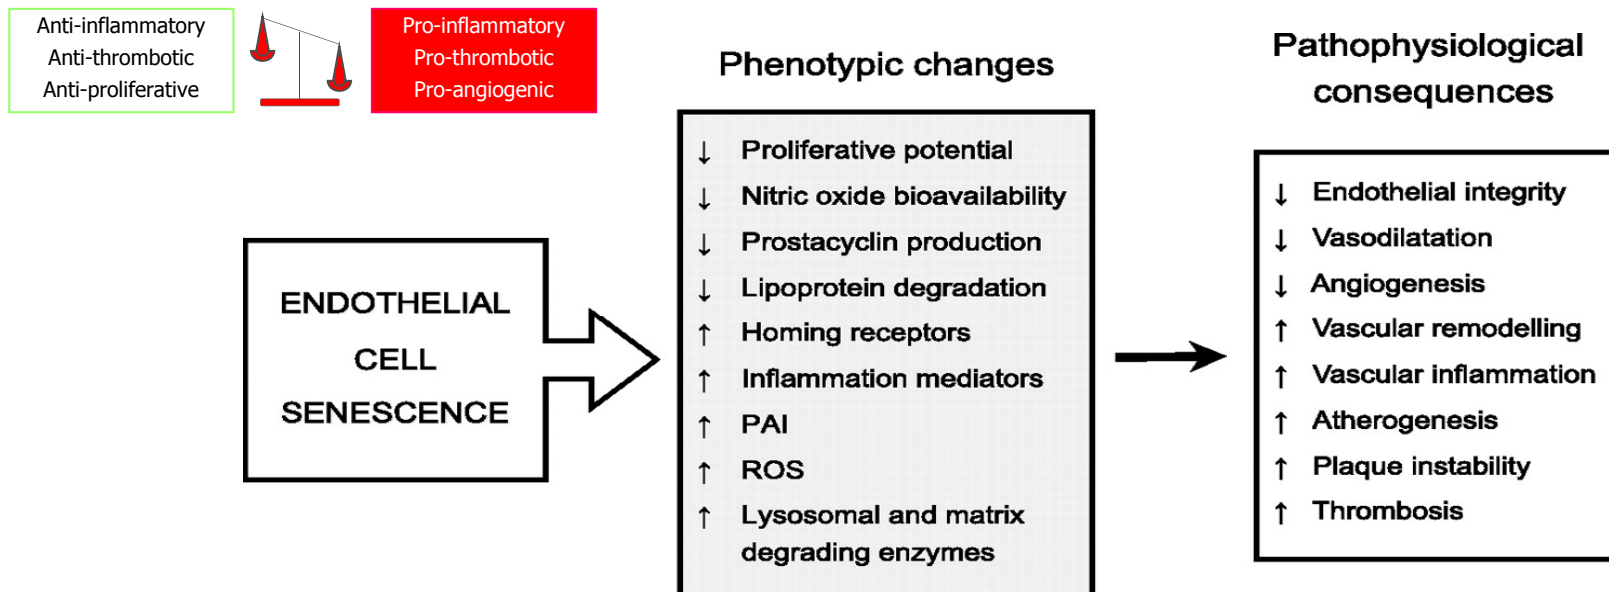 Anti-inflammatory
Anti-thrombotic
Anti-proliferative
Pro-inflammatory
Pro-thrombotic
Pro-angiogenic
ENDOTHELIAL
CELL
SENESCENCE
Phenotypic changes
↓ Proliferative potential
↓ Nitric oxide bioavailability
↓ Prostacyclin production
↓ Lipoprotein degradation
↑ Homing receptors
↑ Inflammation mediators
↑ PAI
↑ ROS
↑ Lysosomal and matrix
degrading enzymes
Pathophysiological
consequences
↓ Endothelial integrity
↓ Vasodilatation
↓ Angiogenesis
↑ Vascular remodelling
↑ Vascular inflammation
↑ Atherogenesis
↑ Plaque instability
↑ Thrombosis